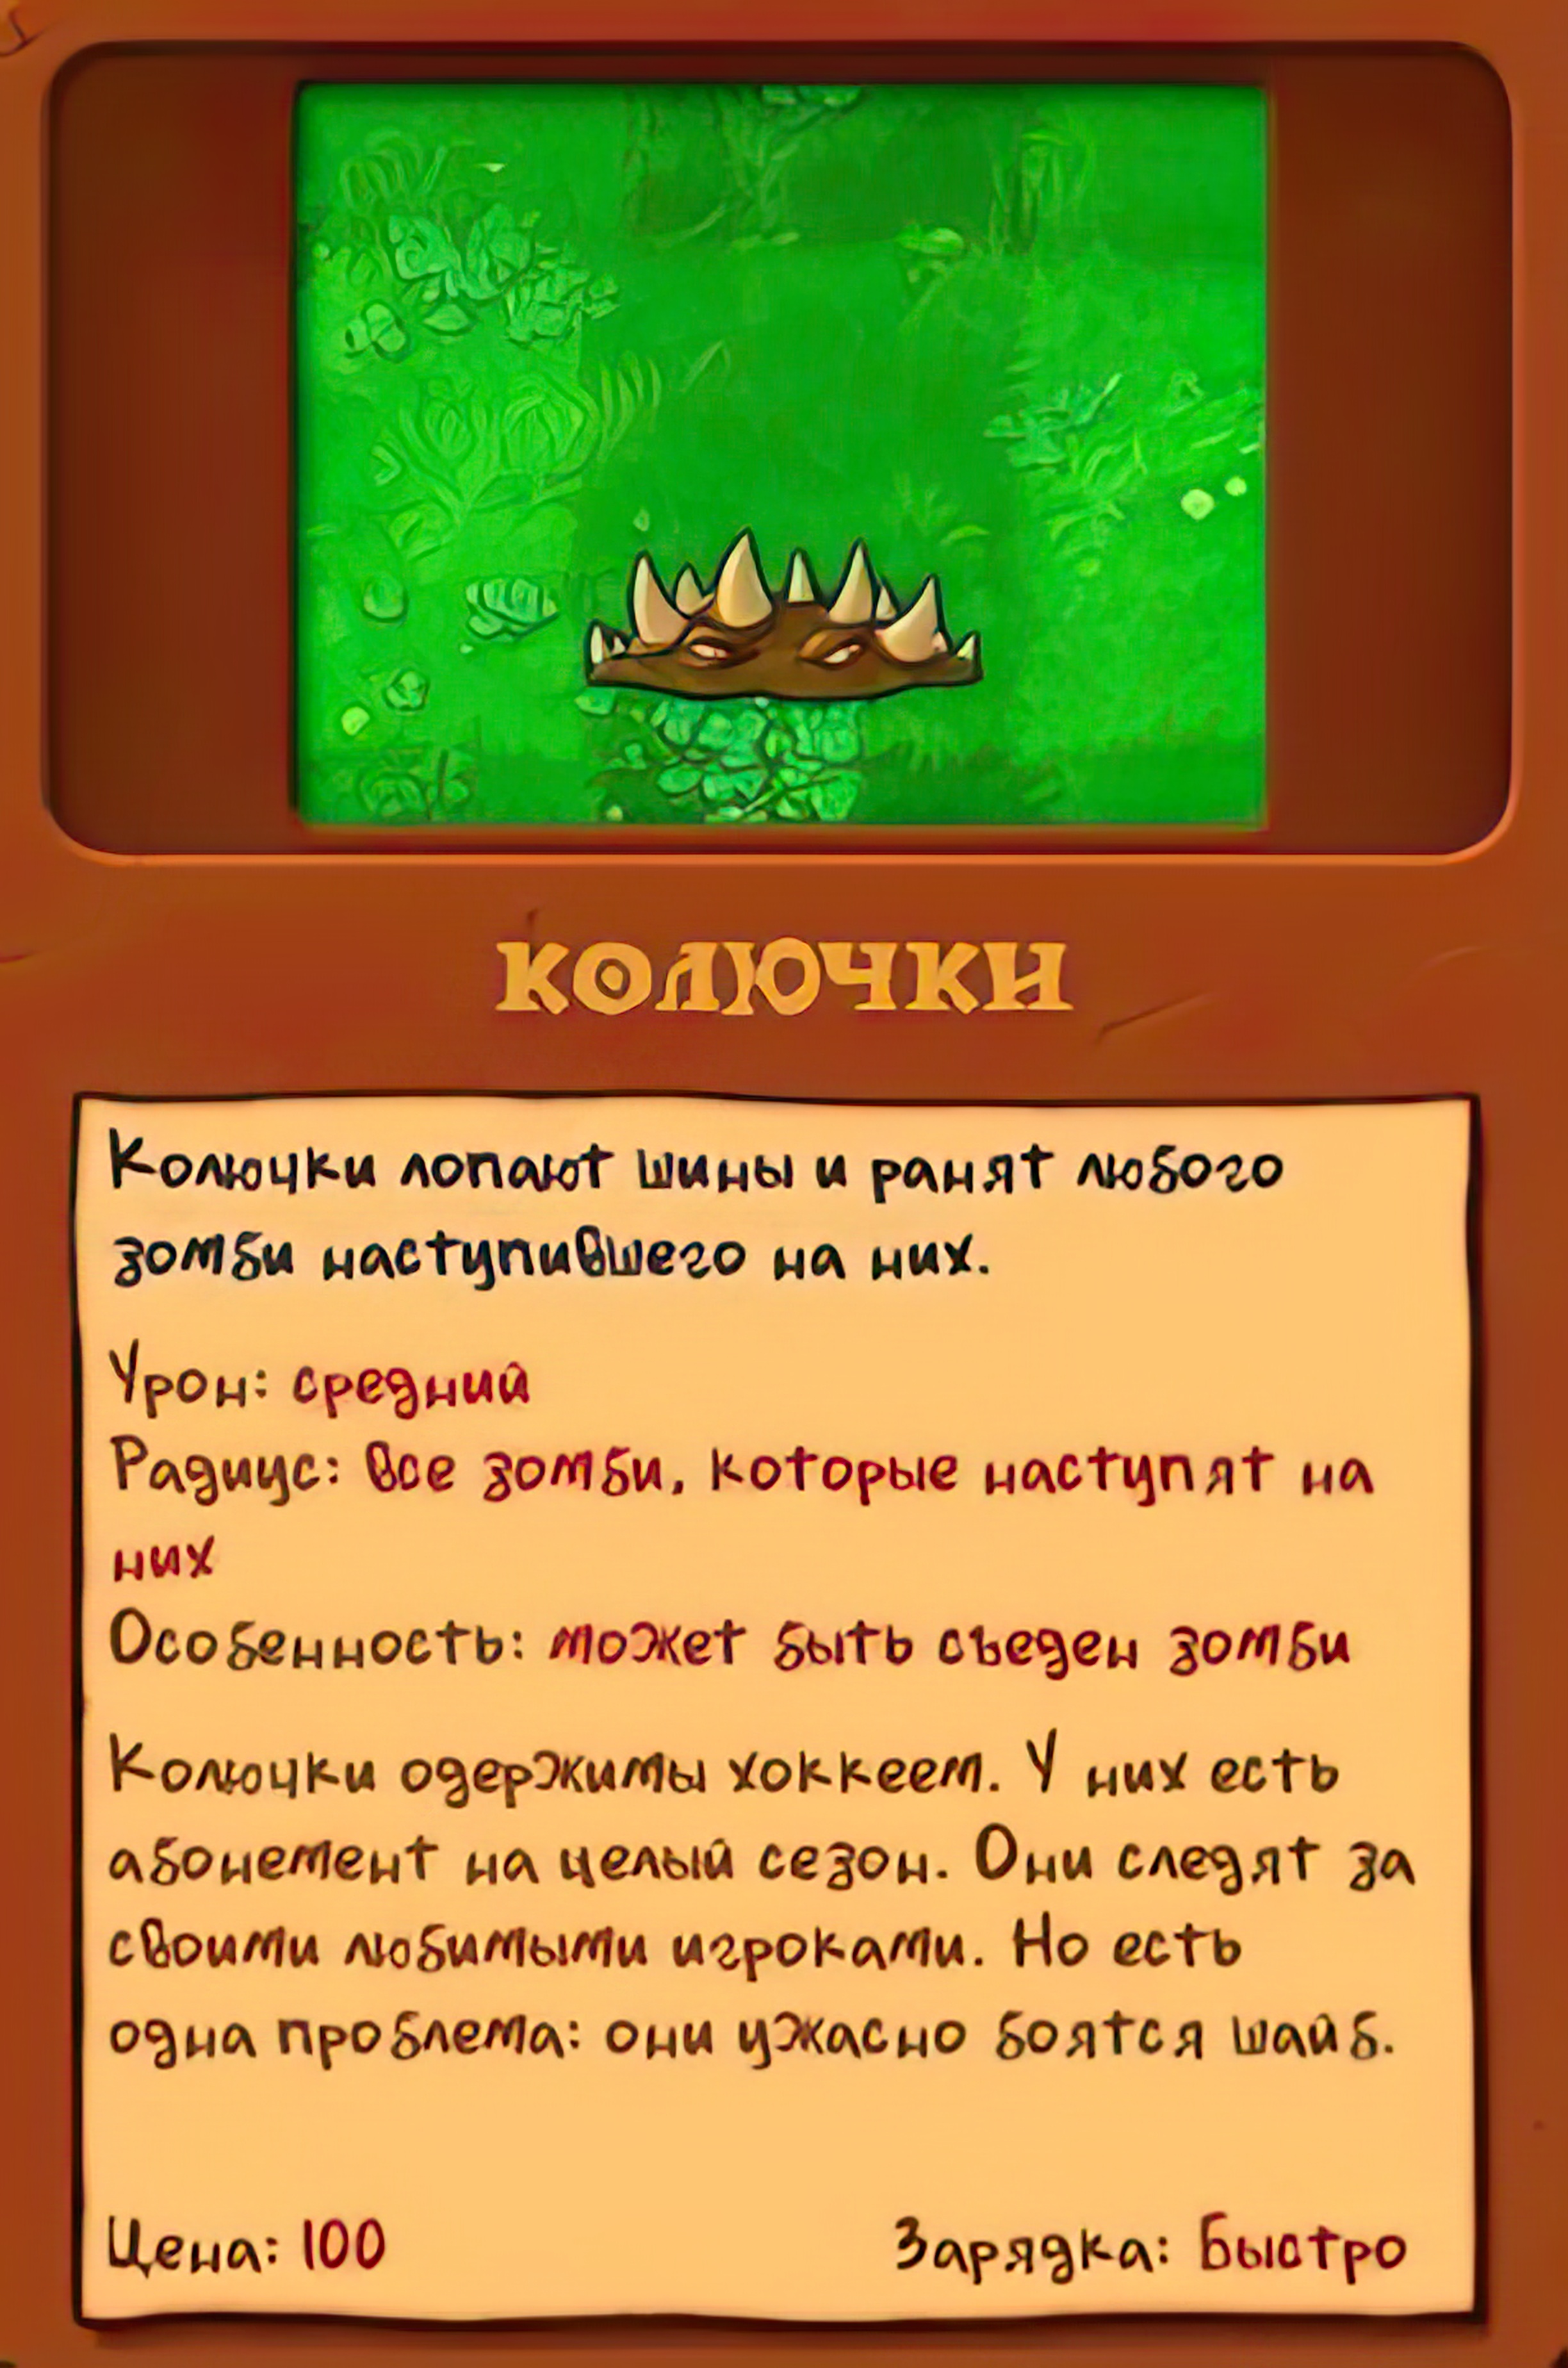 КОЛЮЧКИ
Колючки лопают шины и ранят любого
зомби наступившего на них.
Урон: средний
Радиус: все зомби, которые наступят на
них
Особенность: может быть съеден зомби
Колючки одержимы хоккеем. У них есть
абонемент на целый сезон. Они следят за
своими любимыми игроками. Но есть
одна проблема: они ужасно боятся шайб.
Цена: 100
Зарядка: Быстро